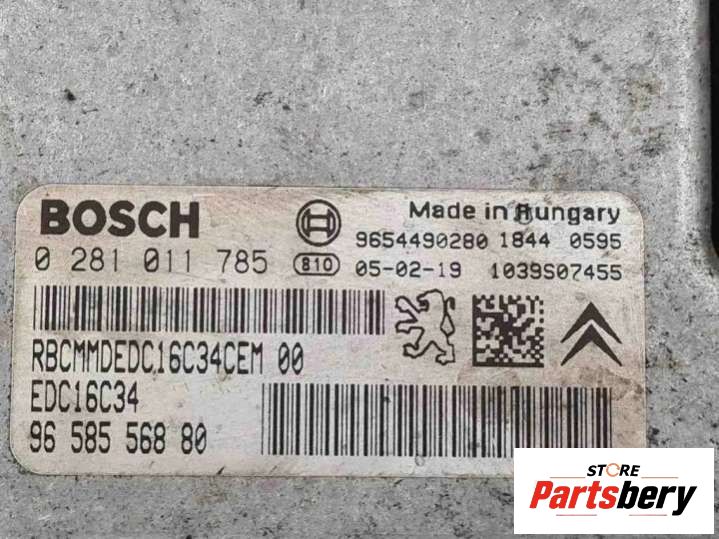 BOSCH
Made in Hungary
9654490280 1844 0595
0 281 011 785 810 05-02-19 1039S07455
RBCMMDEDC16C34CEM 00
EDC16C34
96 585 568 80
STORE
Partsbery